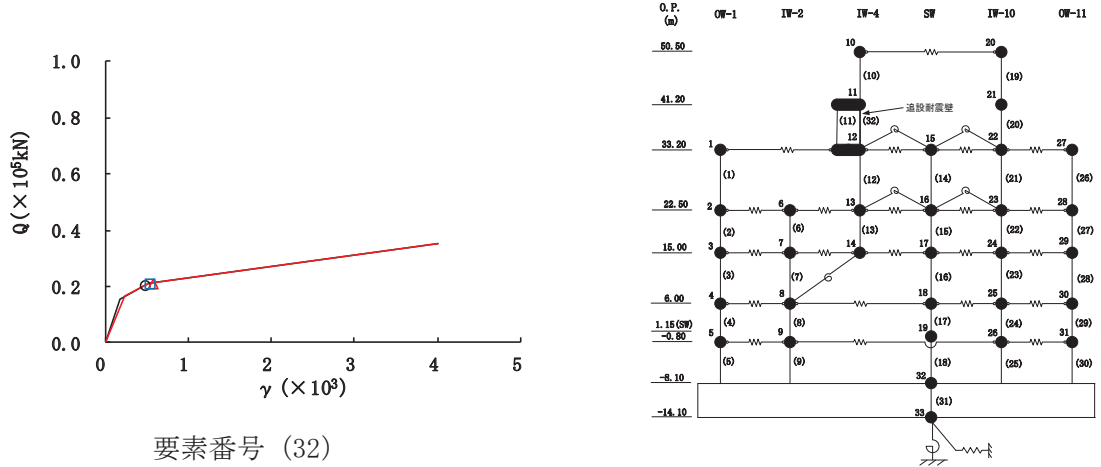 1.0
0.8
0.6
0.4
0.2
0.0
Q(×10⁵kN)
0 1 2 3 4 5
γ (×10³)
要素番号 (32)
O.P.
(m)
OW-1 IW-2 IW-4 SW IW-10 OW-11
50.50 10 20
(10) (19)
41.20 11 21
(11) (32) 追設耐震壁 (20)
33.20 1 12 15 22 27
(1) (12) (14) (21) (26)
22.50 2 6 13 16 23 28
(2) (6) (13) (15) (22) (27)
15.00 3 7 14 17 24 29
(3) (7) (16) (23) (28)
6.00 4 8 18 25 30
(4) (8) (17) (24) (29)
1.15(SW) 19
-0.80 5 9 26 31
(5) (9) (18) (25) (30)
-8.10 32
(31)
-14.10 33